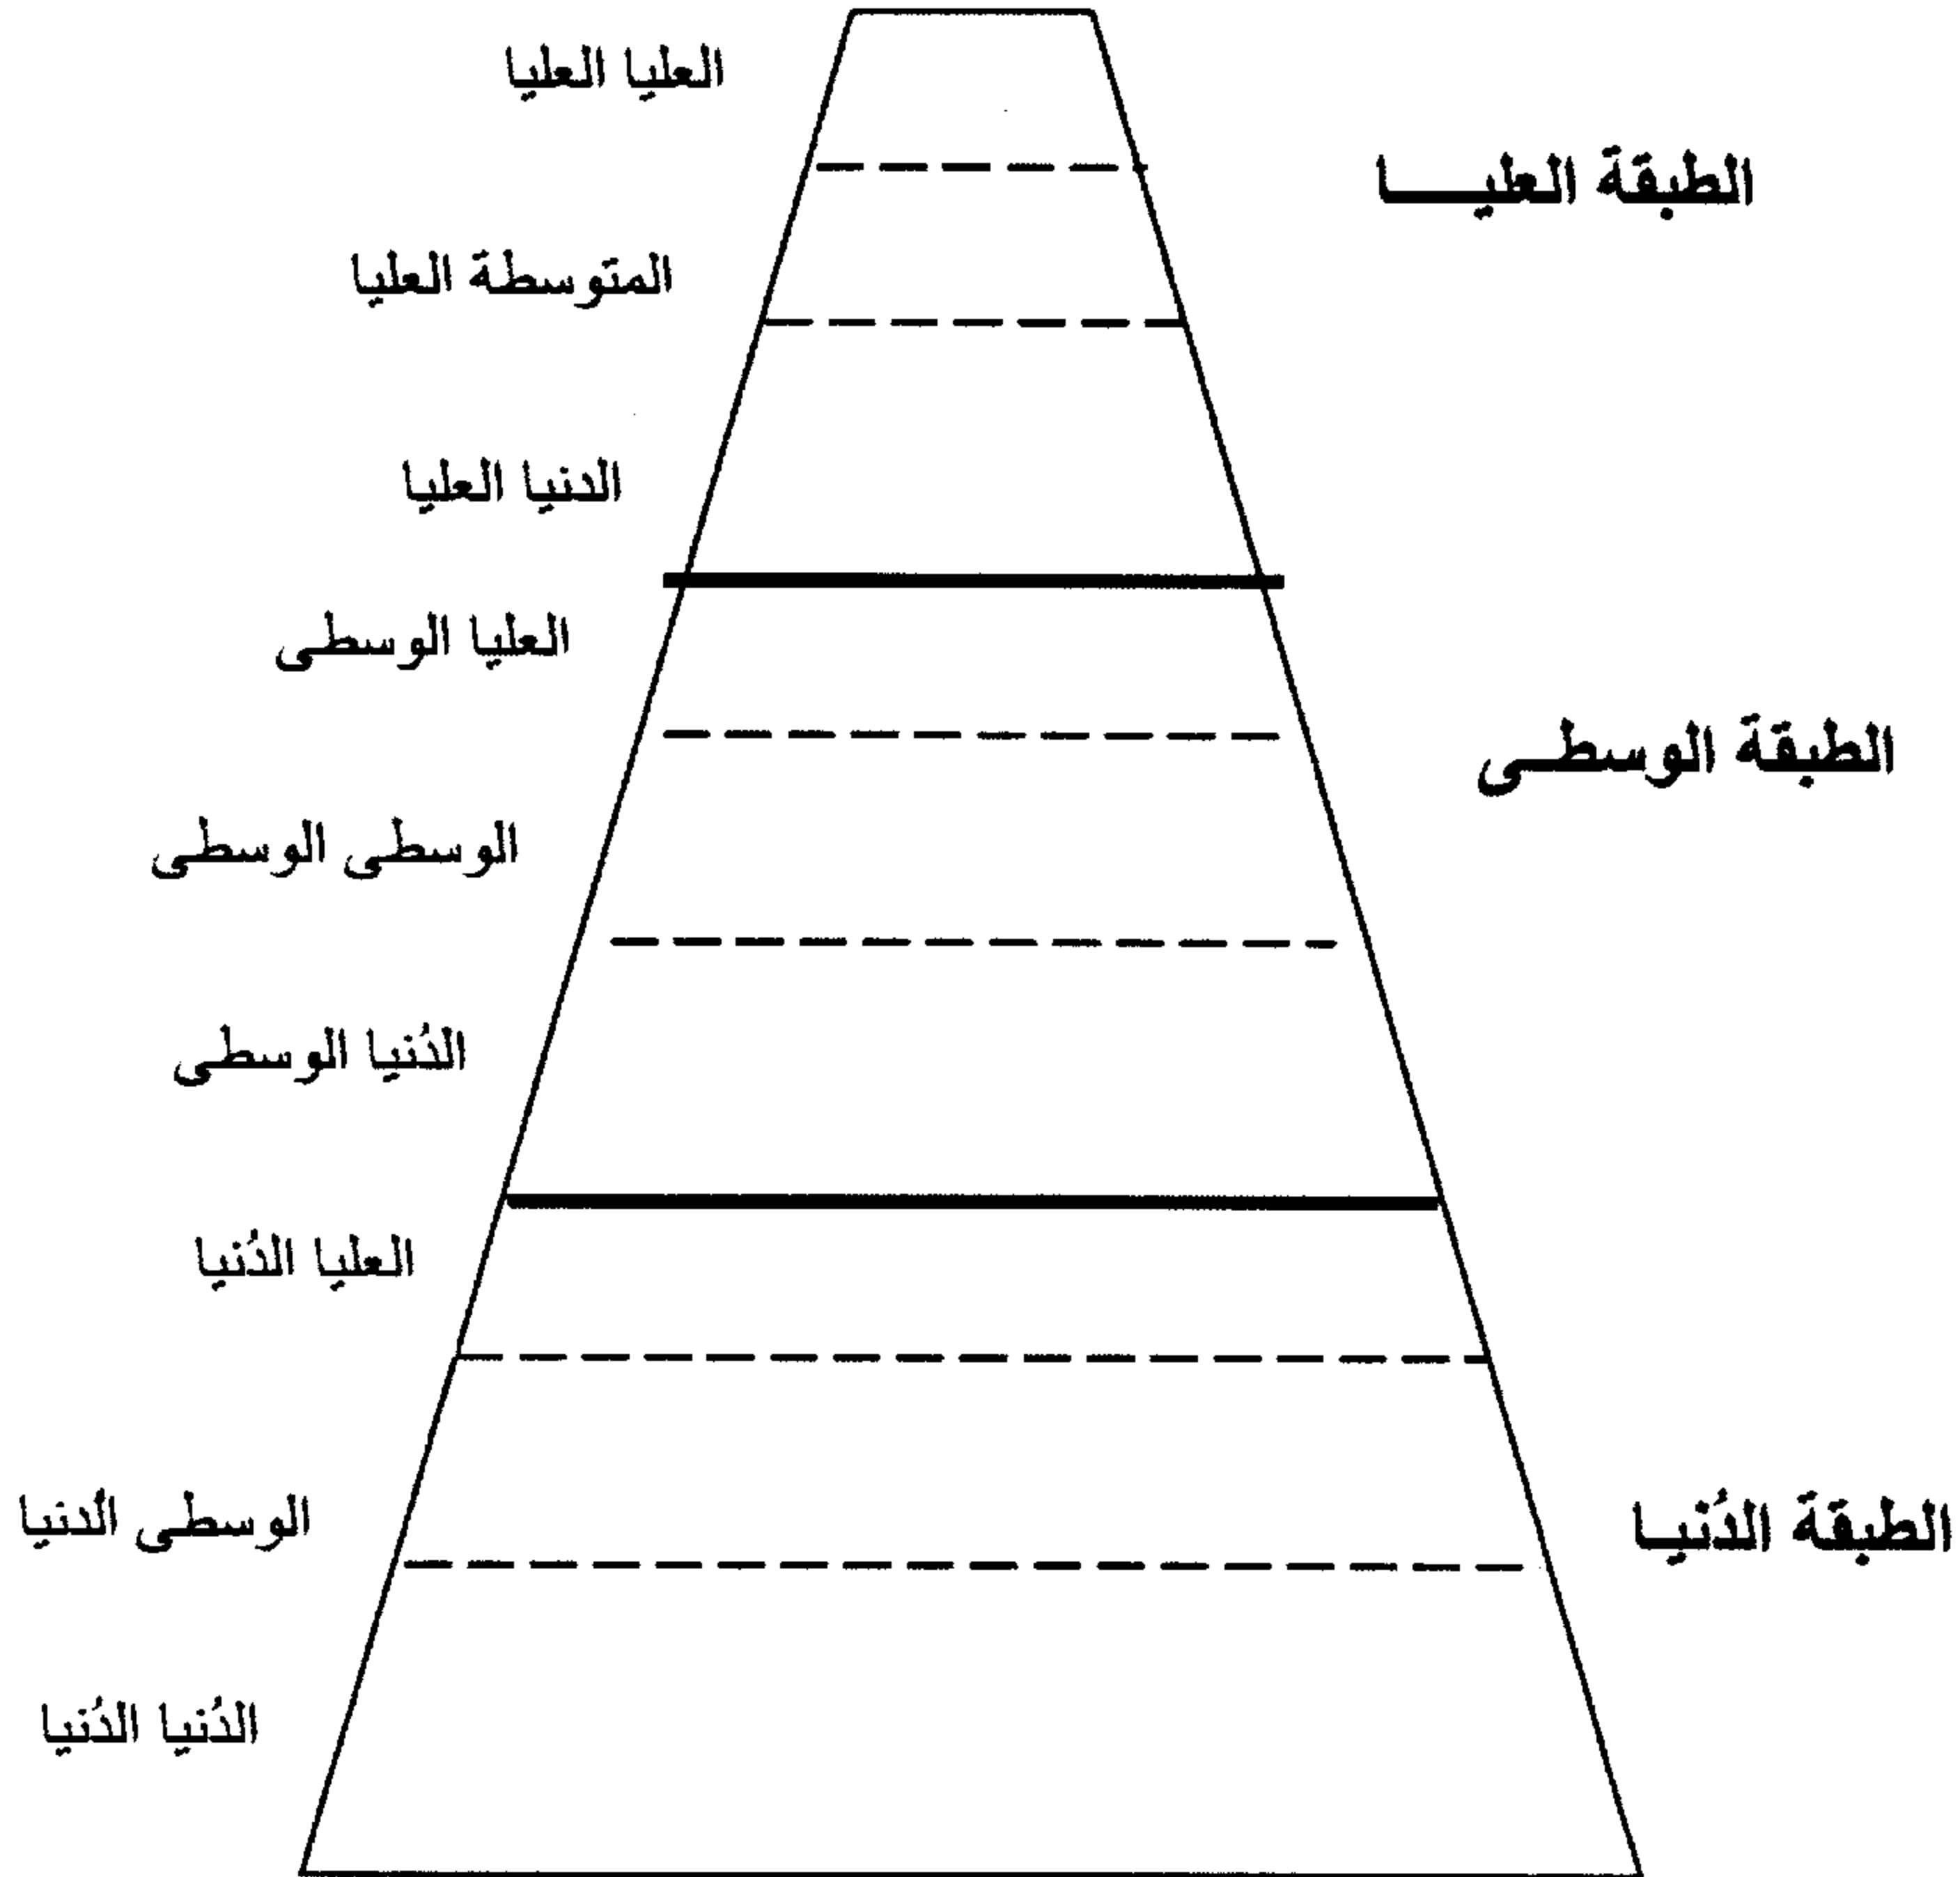 العليا العليا
الطبقة العليـــا
المتوسطة العليا
الدنيا العليا
العليا الوسطى
الطبقة الوسطـى
الوسطى الوسطى
الدُنيا الوسطى
العليا الدُنيا
الوسطى الدنيا
الطبقة الدُنيـا
الدُنيا الدُنيا